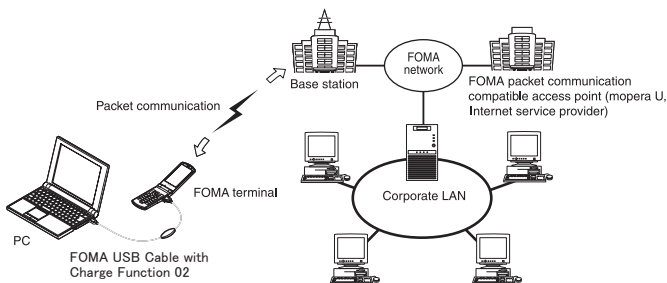 FOMA
network
Base station
FOMA packet communication
compatible access point (mopera U,
Internet service provider)
Packet communication
FOMA terminal
Corporate LAN
PC
FOMA USB Cable with
Charge Function 02